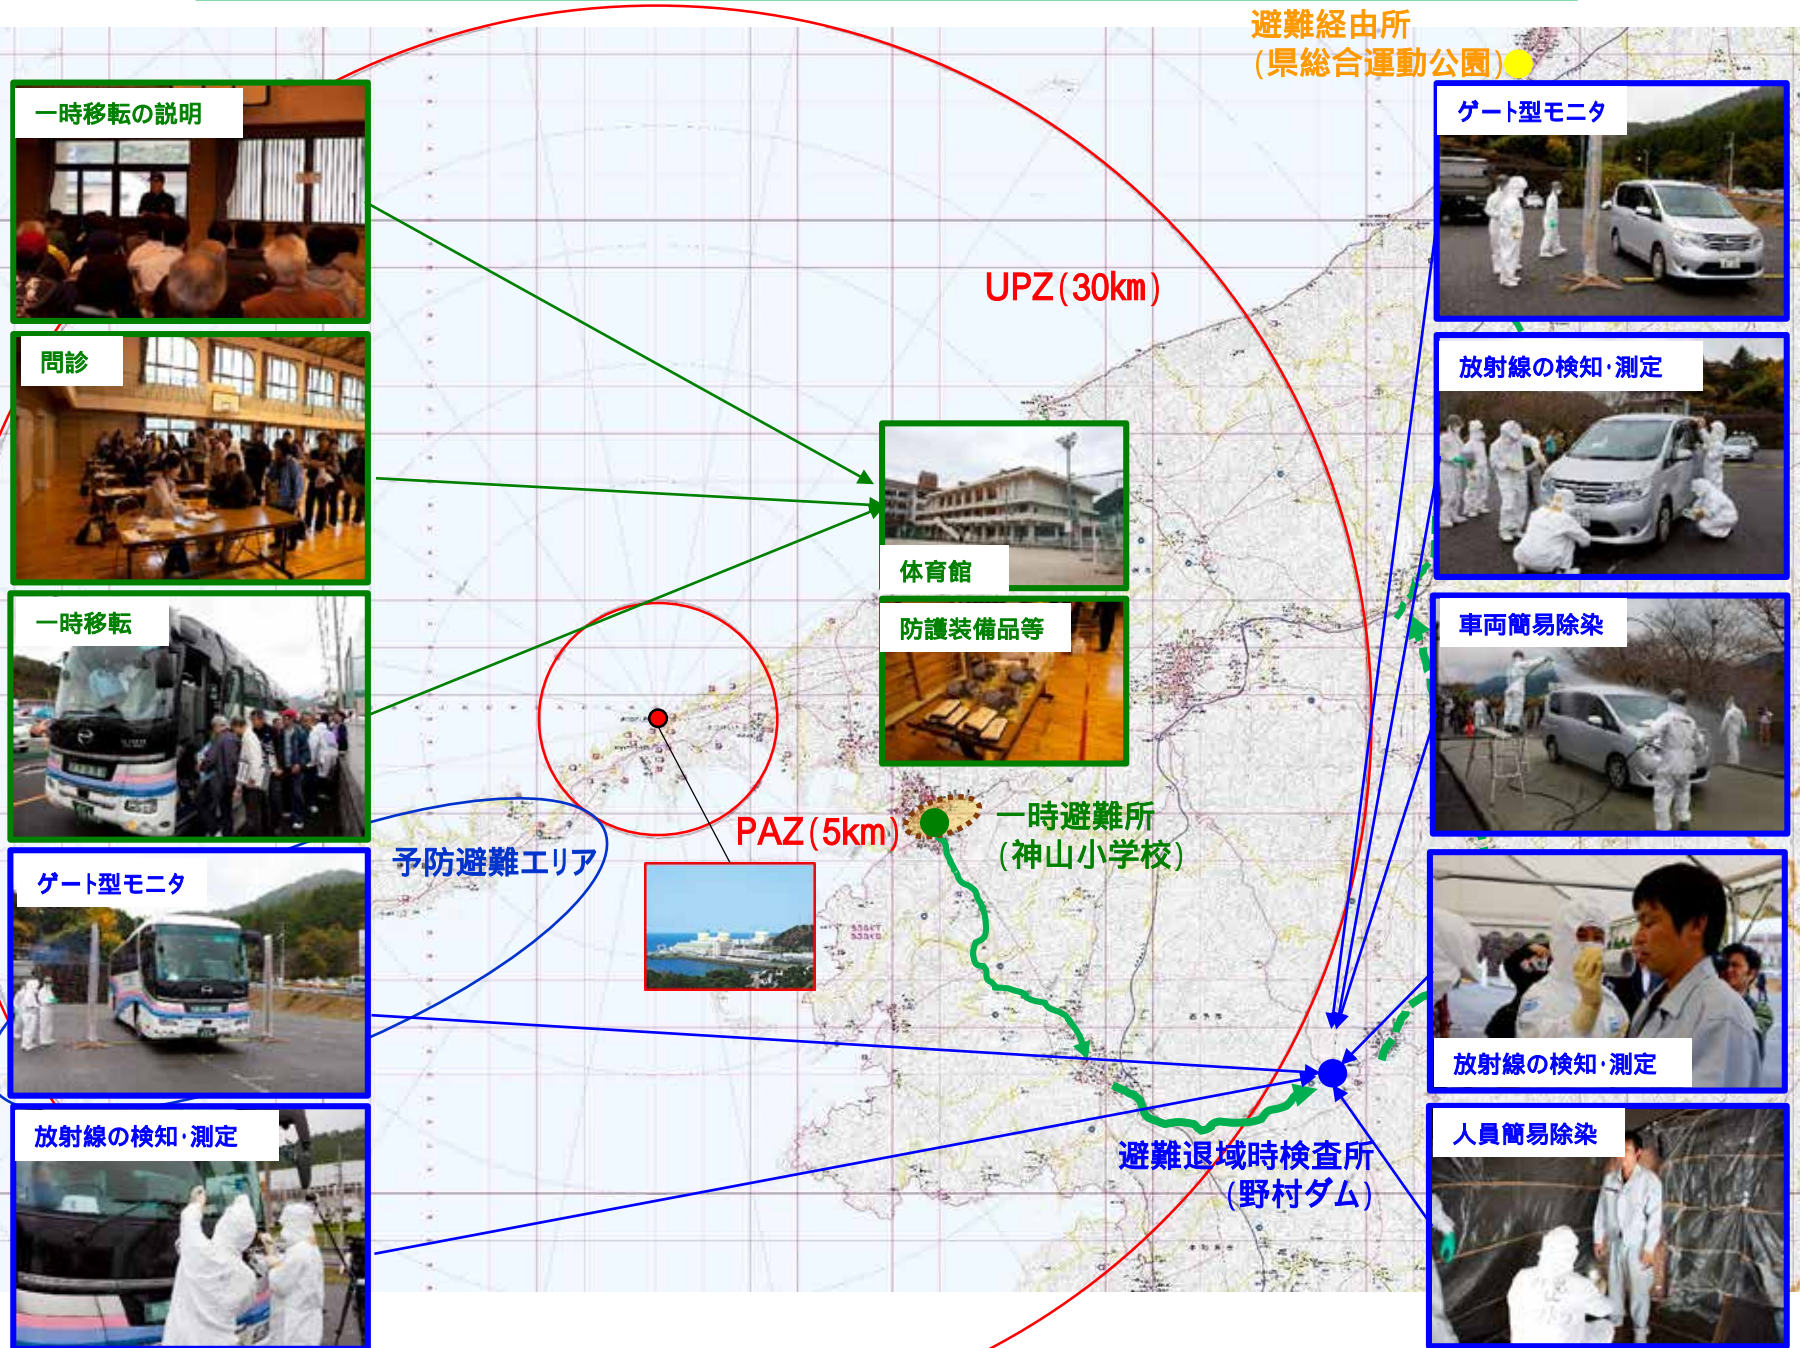 避難経由所
(県総合運動公園)
一時移転の説明
問診
一時移転
ゲート型モニタ
放射線の検知・測定
UPZ(30km)
体育館
防護装備品等
PAZ(5km)
予防避難エリア
一時避難所
(神山小学校)
避難退域時検査所
(野村ダム)
ゲート型モニタ
放射線の検知・測定
車両簡易除染
放射線の検知・測定
人員簡易除染